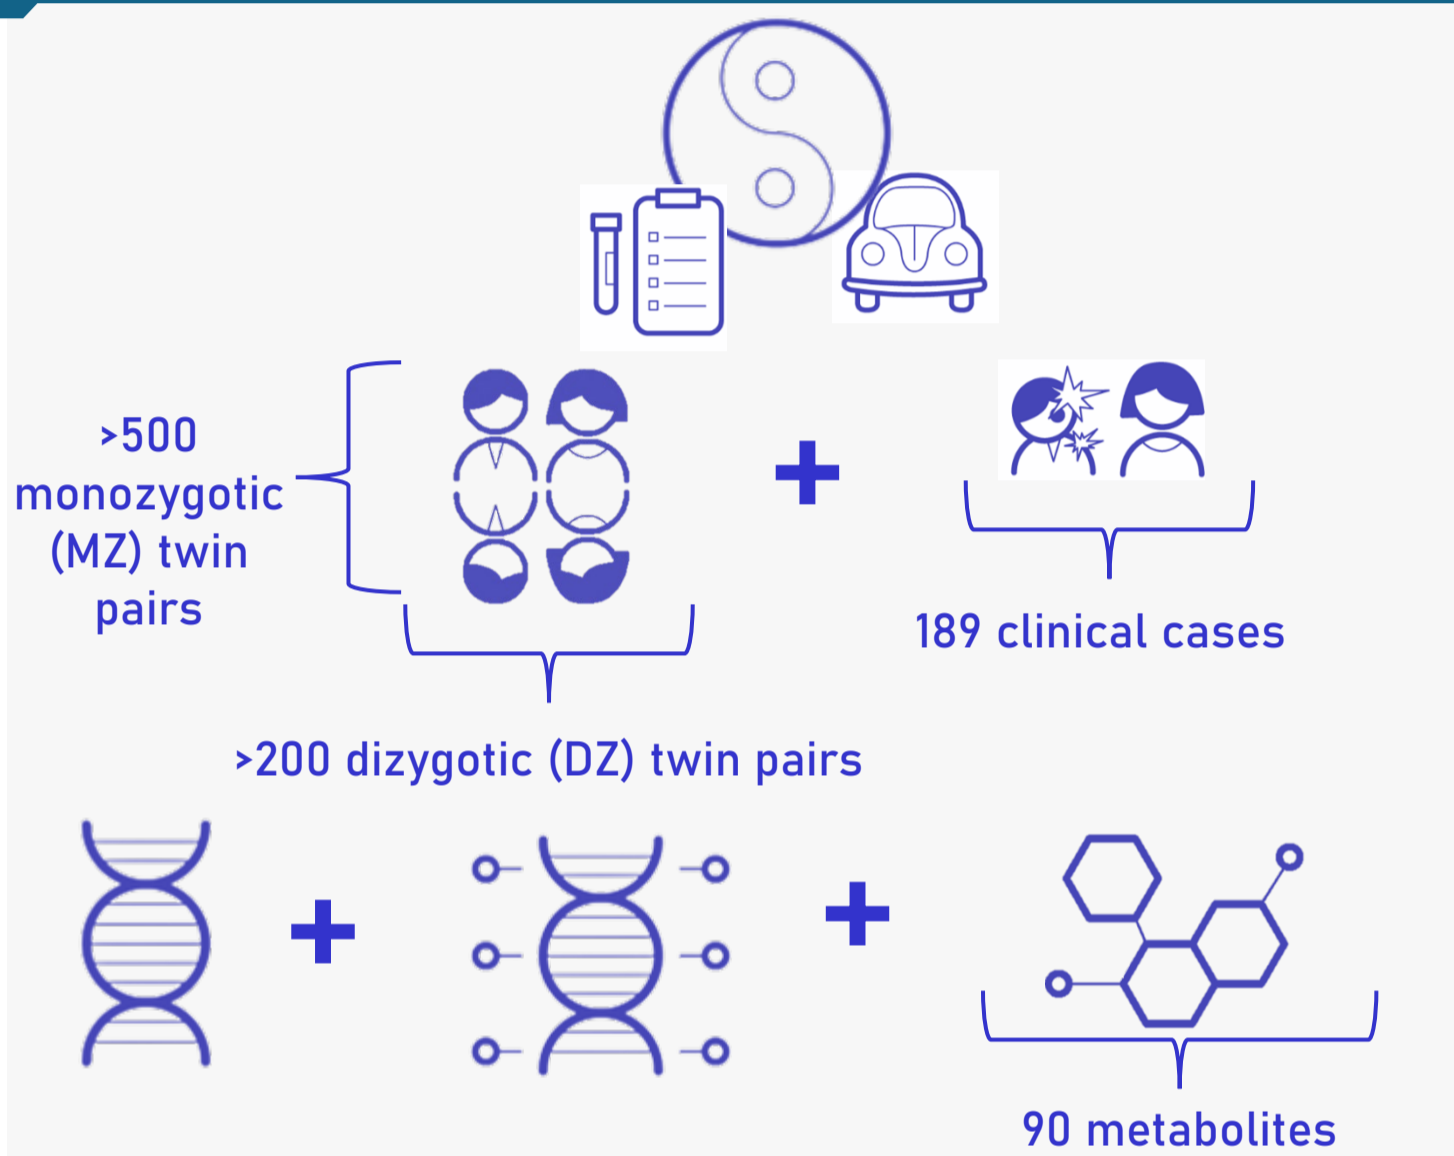 >500
monozygotic
(MZ) twin
pairs
189 clinical cases
>200 dizygotic (DZ) twin pairs
90 metabolites